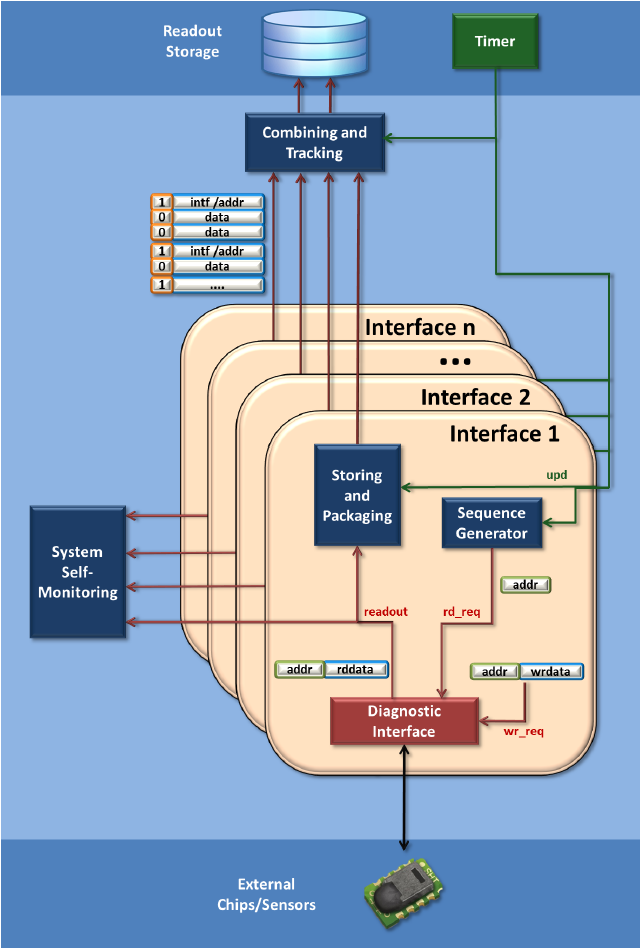 Readout
Storage
Timer
Combining and
Tracking
1 intf /addr
0 data
0 data
1 intf /addr
0 data
1 ....
Interface n
...
Interface 2
Interface 1
Storing
and
Packaging
upd
Sequence
Generator
System
Self-
Monitoring
addr
readout
rd_req
addr rddata
addr wrdata
Diagnostic
Interface
wr_req
External
Chips/Sensors